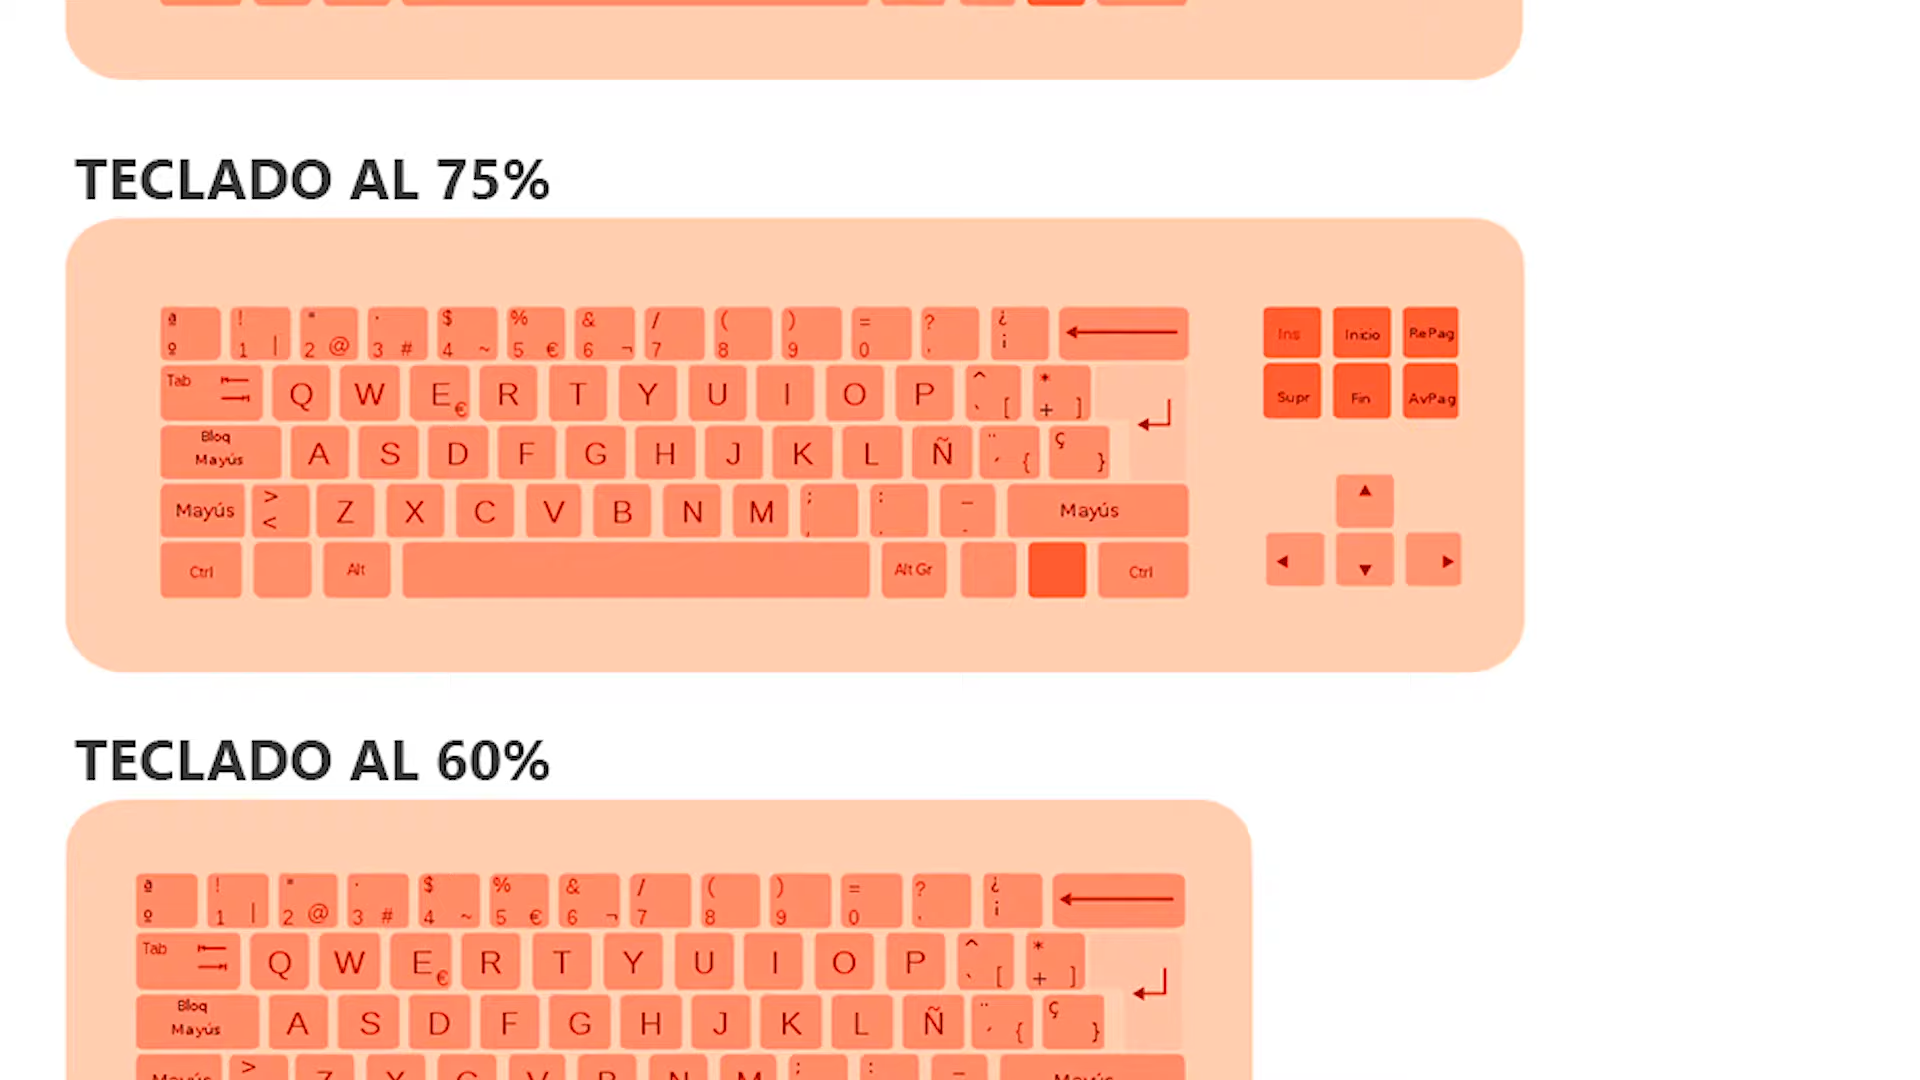 TECLADO AL 75%
ª ! " · $ % & / ( ) = ? ¿
º 1 | 2 @ 3 # 4 ~ 5 € 6 ¬ 7 8 9 0 ' ¡
Tab Q W E € R T Y U I O P ^ ` [ * + ]
Bloq Mayús A S D F G H J K L Ñ ¨ ´ { Ç }
Mayús > < Z X C V B N M ; , : . _ - Mayús
Ctrl Alt Alt Gr Ctrl
Ins Inicio RePag
Supr Fin AvPag
TECLADO AL 60%
ª ! " · $ % & / ( ) = ? ¿
º 1 | 2 @ 3 # 4 ~ 5 € 6 ¬ 7 8 9 0 ' ¡
Tab Q W E € R T Y U I O P ^ ` [ * + ]
Bloq Mayús A S D F G H J K L Ñ ¨ ´ { Ç }
Mayús > Z X C V B N M ; : _ Mayús